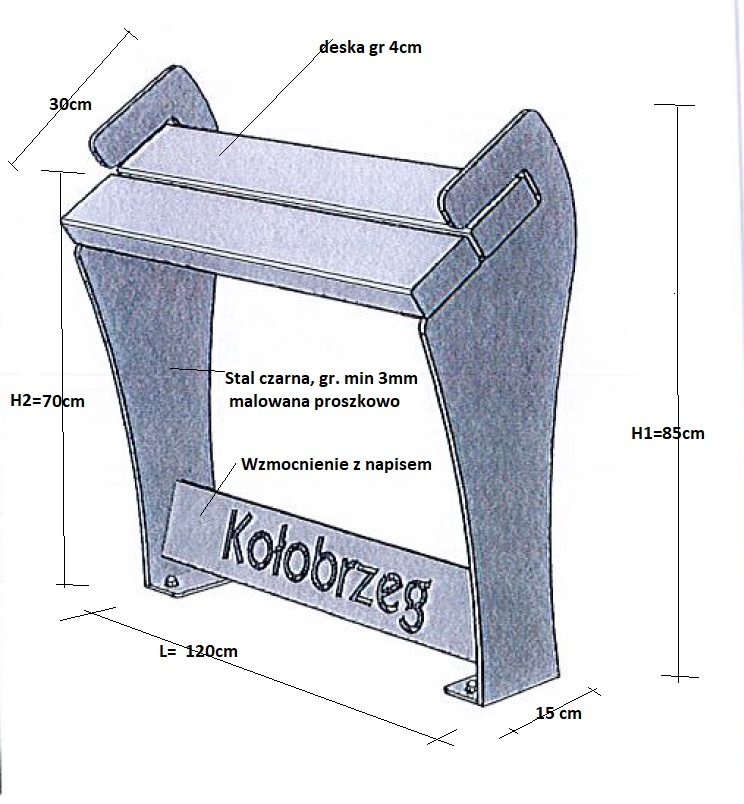 deska gr 4cm
30cm
Stal czarna, gr. min 3mm
malowana proszkowo
H2=70cm
H1=85cm
Wzmocnienie z napisem
Kołobrzeg
L= 120cm
15 cm